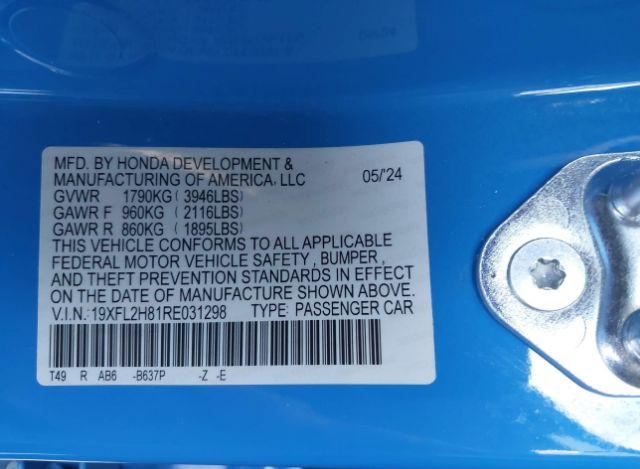 MFD. BY HONDA DEVELOPMENT &
MANUFACTURING OF AMERICA, LLC 05/'24
GVWR 1790KG ( 3946LBS)
GAWR F 960KG ( 2116LBS)
GAWR R 860KG ( 1895LBS)
THIS VEHICLE CONFORMS TO ALL APPLICABLE
FEDERAL MOTOR VEHICLE SAFETY , BUMPER ,
AND THEFT PREVENTION STANDARDS IN EFFECT
ON THE DATE OF MANUFACTURE SHOWN ABOVE.
V.I.N.:19XFL2H81RE031298 TYPE: PASSENGER CAR
T49 R AB6 -B637P -Z -E